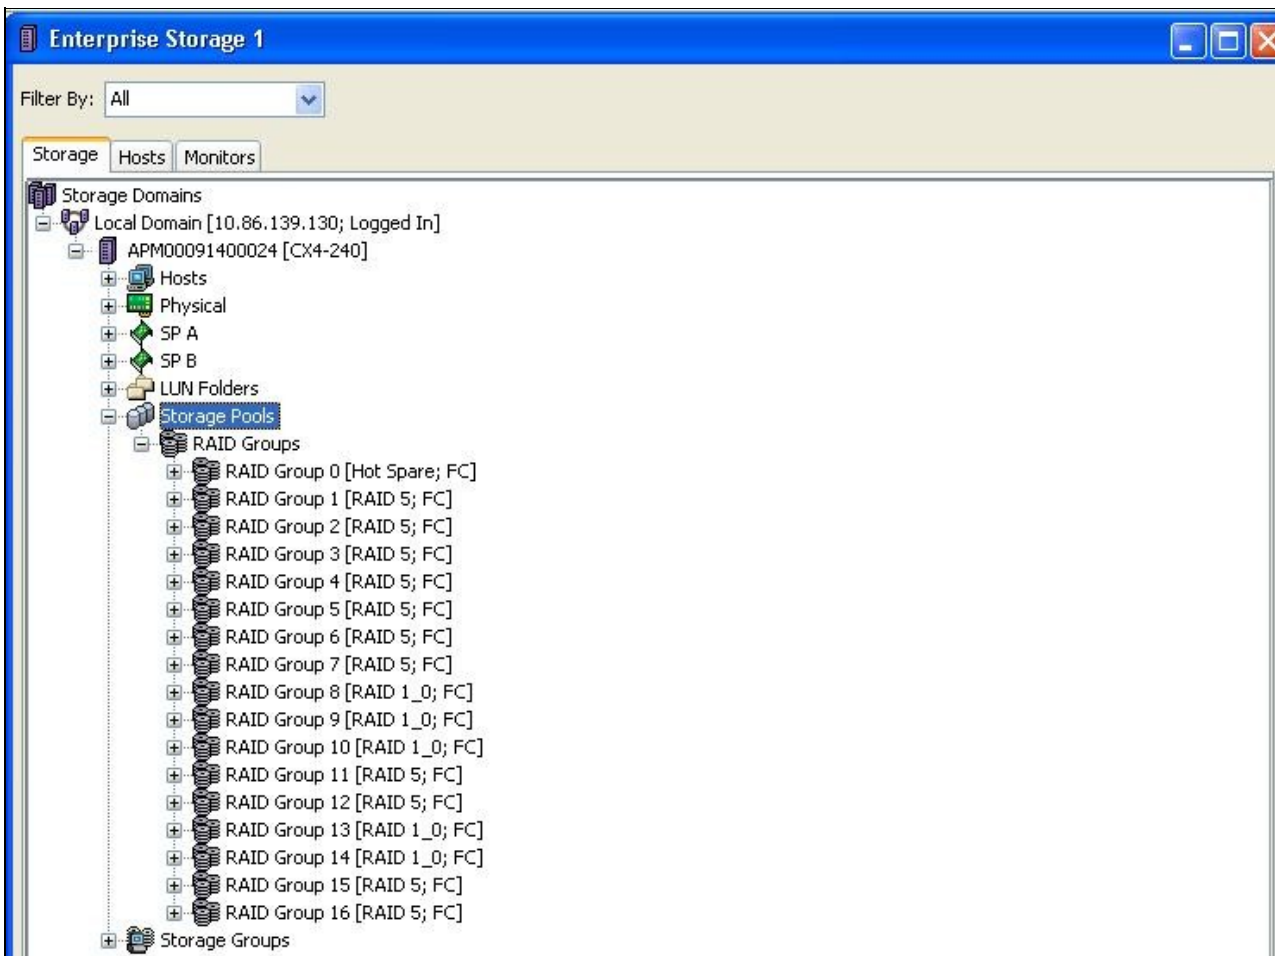 Enterprise Storage 1
Filter By: All
Storage Hosts Monitors
Storage Domains
Local Domain [10.86.139.130; Logged In]
APM00091400024 [CX4-240]
Hosts
Physical
SP A
SP B
LUN Folders
Storage Pools
RAID Groups
RAID Group 0 [Hot Spare; FC]
RAID Group 1 [RAID 5; FC]
RAID Group 2 [RAID 5; FC]
RAID Group 3 [RAID 5; FC]
RAID Group 4 [RAID 5; FC]
RAID Group 5 [RAID 5; FC]
RAID Group 6 [RAID 5; FC]
RAID Group 7 [RAID 5; FC]
RAID Group 8 [RAID 1_0; FC]
RAID Group 9 [RAID 1_0; FC]
RAID Group 10 [RAID 1_0; FC]
RAID Group 11 [RAID 5; FC]
RAID Group 12 [RAID 5; FC]
RAID Group 13 [RAID 1_0; FC]
RAID Group 14 [RAID 1_0; FC]
RAID Group 15 [RAID 5; FC]
RAID Group 16 [RAID 5; FC]
Storage Groups